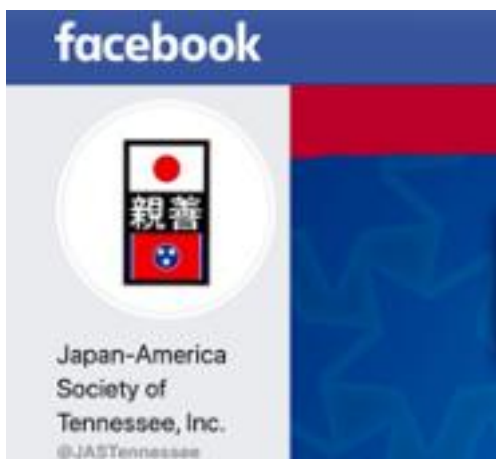 facebook
親善
Japan-America
Society of
Tennessee, Inc.
@JASTennessee